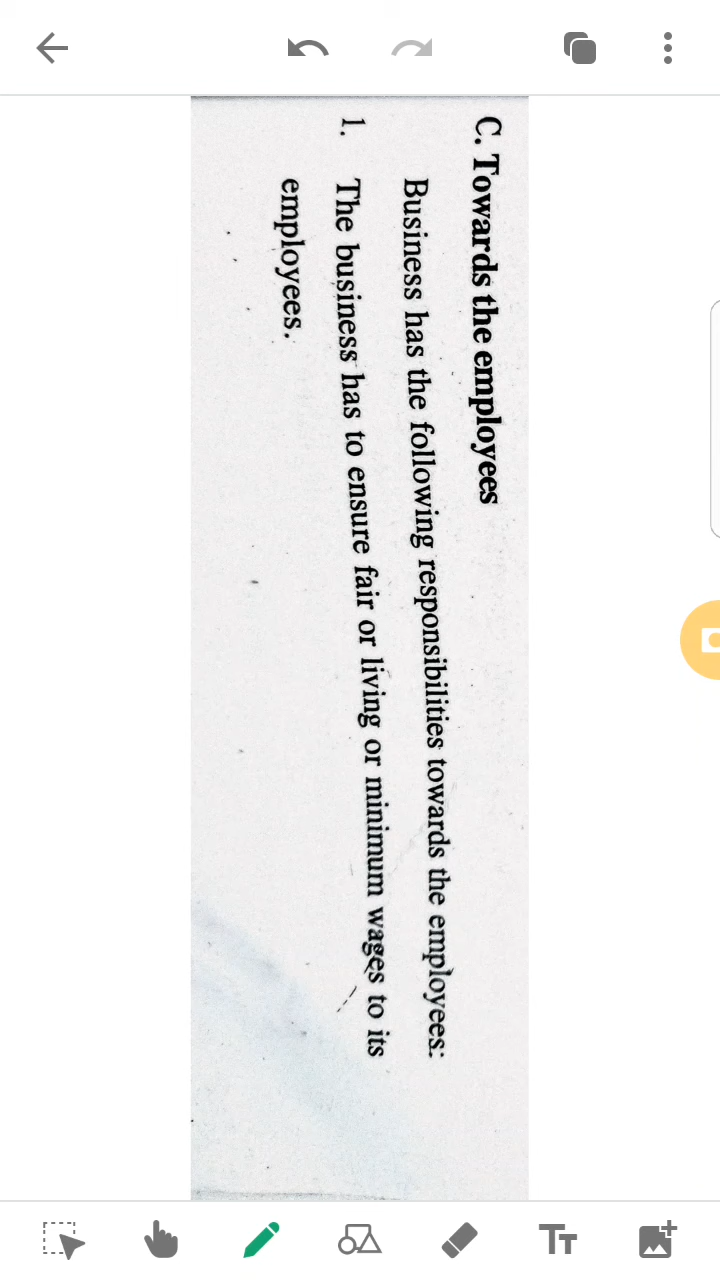 C. Towards the employees
Business has the following responsibilities towards the employees:
1. The business has to ensure fair or living or minimum wages to its
employees.